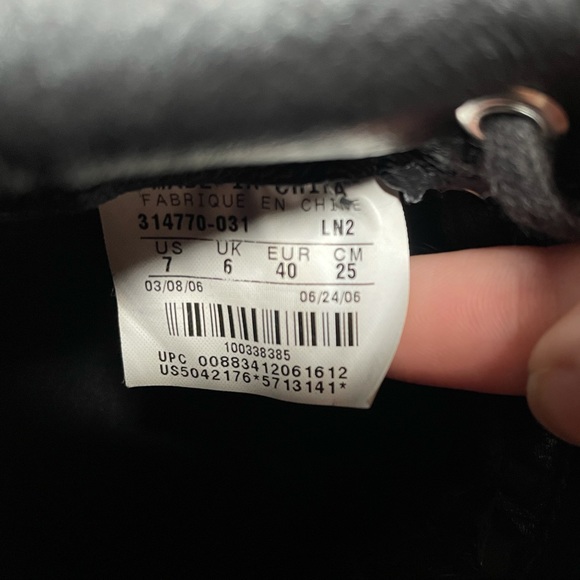 MADE IN CHINA
FABRIQUE EN CHINE
314770-031 LN2
US UK EUR CM
7 6 40 25
03/08/06 06/24/06
100338385
UPC 00883412061612
US5042176*5713141*